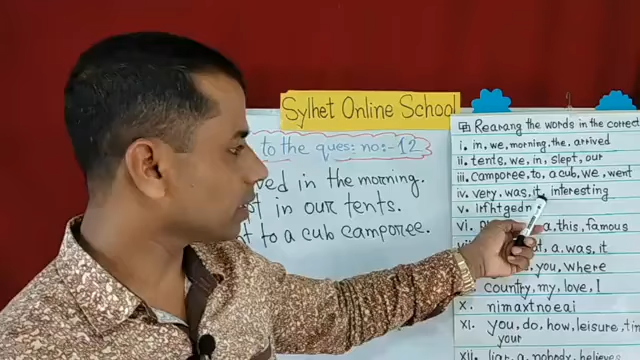 Sylhet Online School
to the ques: no:-12
ved in the morning.
in our tents.
to a cub camporee.
Rearang the words in the correct
i. in, we, morning, the, arrived
ii. tents, we, in, slept, our
iii. camporee, to, a cub, we, went
iv. very, was, it, interesting
v. irfhtgedn
vi. a, this, famous
a, was, it
you, where
country, my, love, I
x. nimaxtnoeai
xi. you, do, how, leisure, tim
your
xii. liar, a, nobody, believes